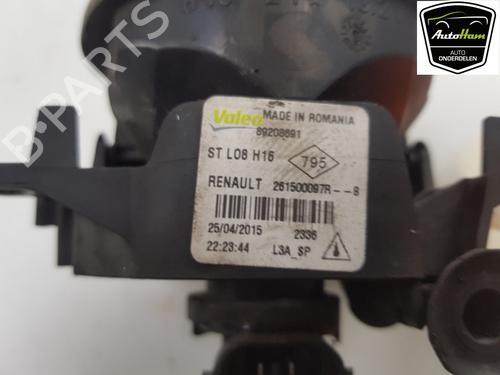 AutoHam
AUTO
ONDERDELEN
Valeo MADE IN ROMANIA
89208691
ST L08 H16 795
RENAULT 261500097R--B
25/04/2015 2336
22:23:44 L3A_SP